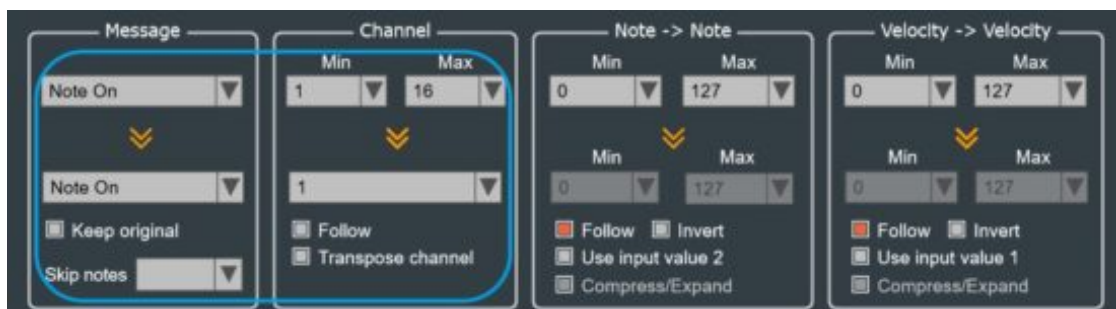 Message
Note On
Note On
Keep original
Skip notes
Channel
Min Max
1 16
1
Follow
Transpose channel
Note -> Note
Min Max
0 127
Min Max
0 127
Follow Invert
Use input value 2
Compress/Expand
Velocity -> Velocity
Min Max
0 127
Min Max
0 127
Follow Invert
Use input value 1
Compress/Expand